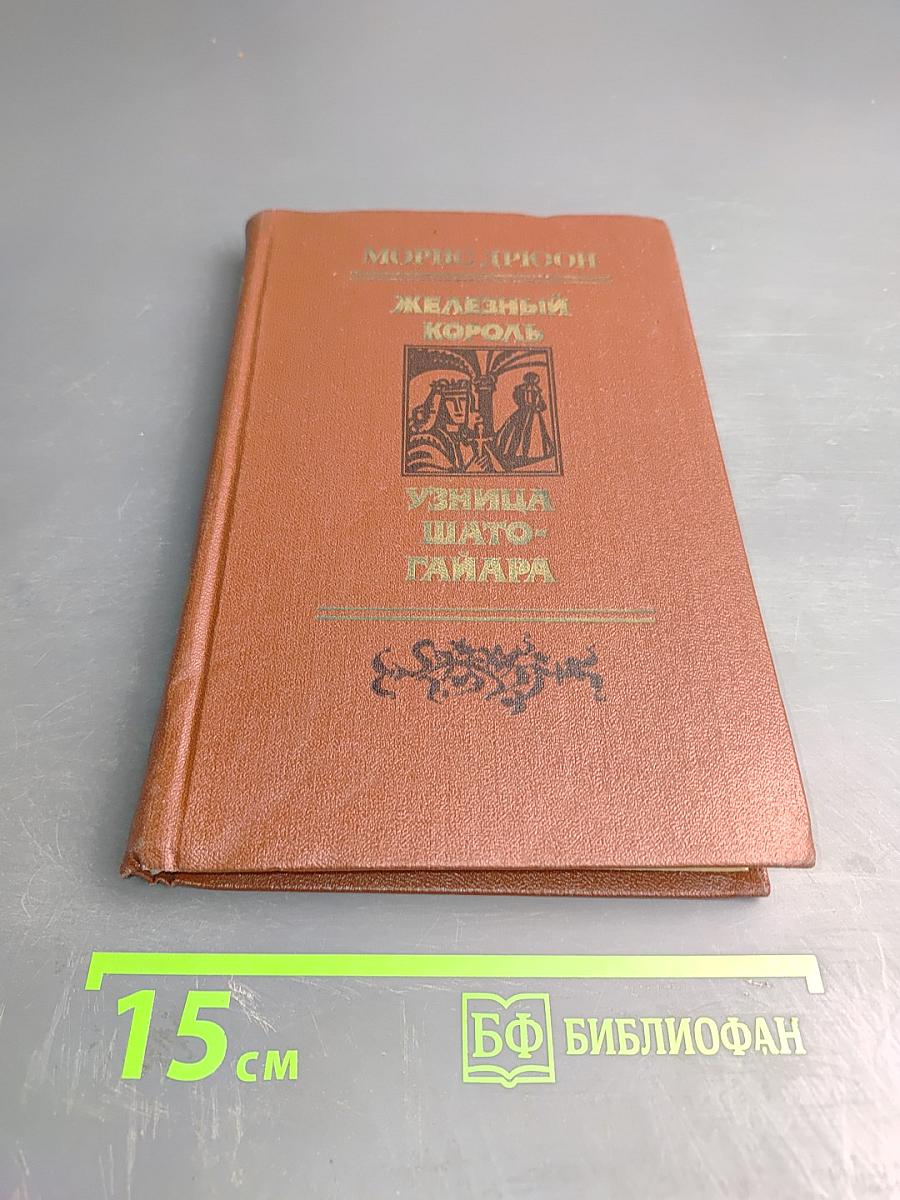 МОРИС ДРЮОН
ЖЕЛЕЗНЫЙ
КОРОЛЬ
УЗНИЦА
ШАТО-
ГАЙАРА
15 см
БФ БИБЛИОФАН